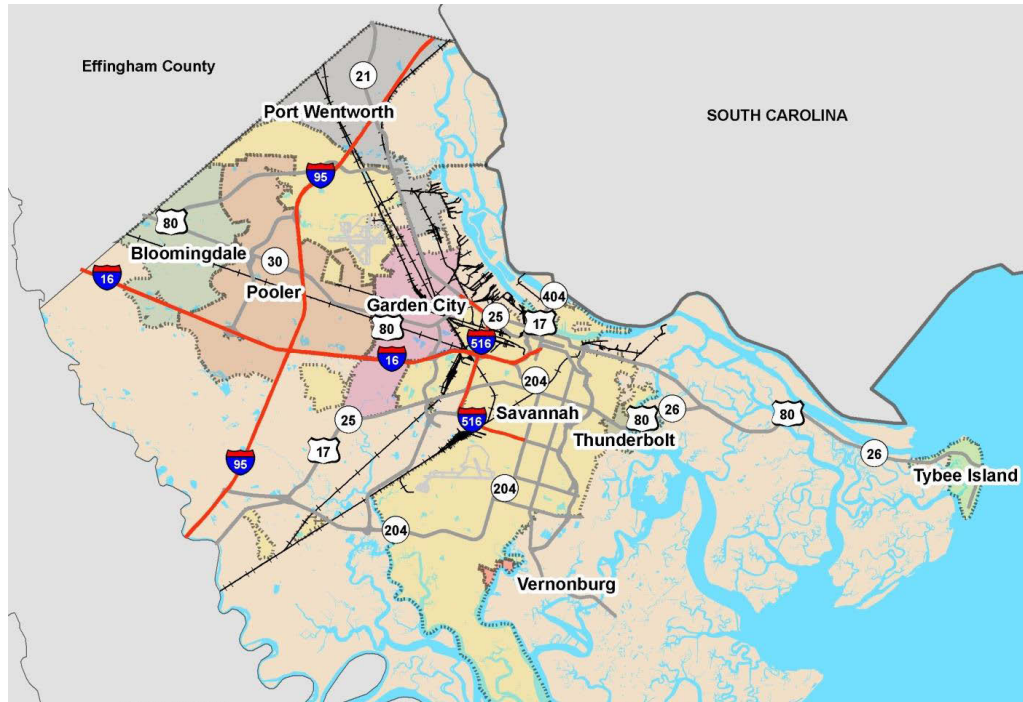 Effingham County
21
Port Wentworth
SOUTH CAROLINA
95
80
Bloomingdale
30
16
Pooler
404
Garden City
25
17
80
516
16
204
Savannah
25
516
80
26
80
Thunderbolt
17
26
95
Tybee Island
204
204
Vernonburg